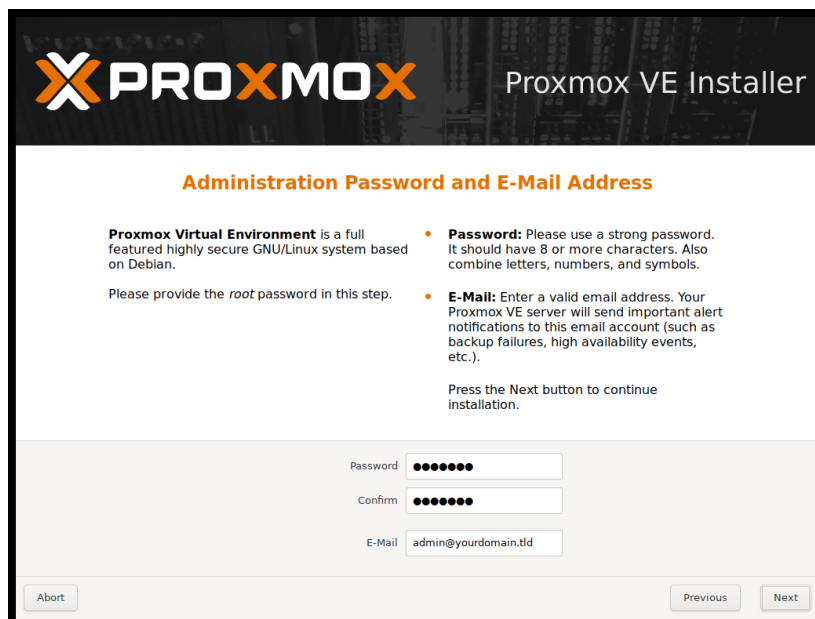 PROXMOX
Proxmox VE Installer
Administration Password and E-Mail Address
Proxmox Virtual Environment is a full
featured highly secure GNU/Linux system based
on Debian.
Please provide the root password in this step.
Password: Please use a strong password.
It should have 8 or more characters. Also
combine letters, numbers, and symbols.
E-Mail: Enter a valid email address. Your
Proxmox VE server will send important alert
notifications to this email account (such as
backup failures, high availability events,
etc.).
Press the Next button to continue
installation.
Password ●●●●●●●
Confirm ●●●●●●●
E-Mail admin@yourdomain.tld
Abort Previous Next